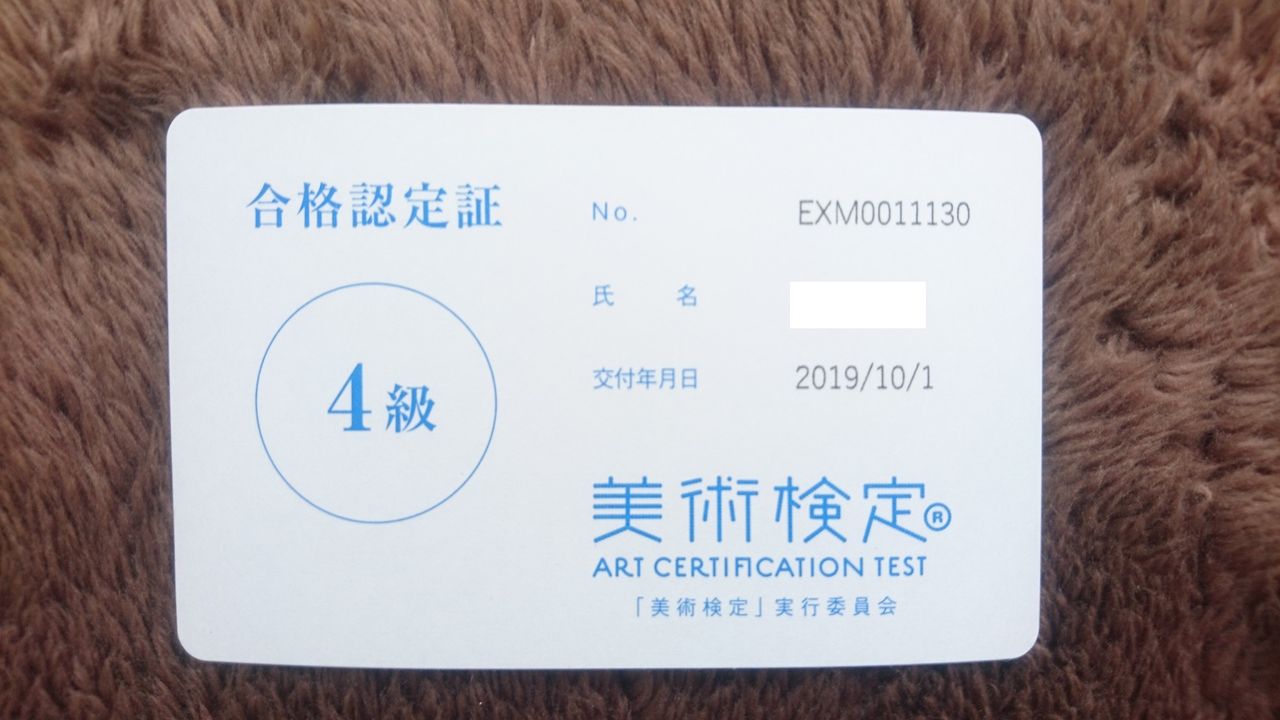 合格認定証
4級
No. EXM0011130
氏名
交付年月日 2019/10/1
美術検定®
ART CERTIFICATION TEST
「美術検定」実行委員会